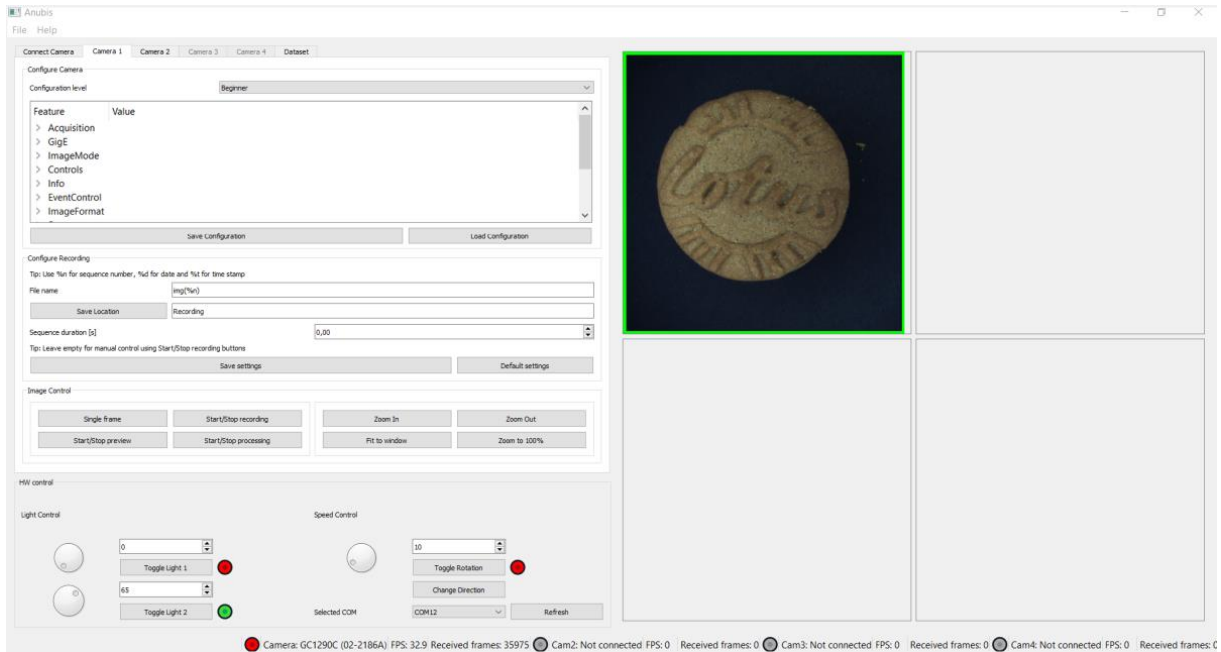 Anubis
File Help
Connect Camera Camera 1 Camera 2 Camera 3 Camera 4 Dataset
Configure Camera
Configuration level Beginner
Feature Value
Acquisition
GigE
ImageMode
Controls
Info
EventControl
ImageFormat
Save Configuration Load Configuration
Configure Recording
Tip: Use %n for sequence number, %d for date and %t for time stamp
File name img(%n)
Save Location Recording
Sequence duration [s] 0,00
Tip: Leave empty for manual control using Start/Stop recording buttons
Save settings Default settings
Image Control
Single frame Start/Stop recording Zoom In Zoom Out
Start/Stop preview Start/Stop processing Fit to window Zoom to 100%
HW control
Light Control Speed Control
0 10
Toggle Light 1 Toggle Rotation
65 Change Direction
Toggle Light 2 Selected COM COM12 Refresh
Lotus
Camera: GC1290C (02-2186A) FPS: 32.9 Received frames: 35975 Cam2: Not connected FPS: 0 Received frames: 0 Cam3: Not connected FPS: 0 Received frames: 0 Cam4: Not connected FPS: 0 Received frames: 0